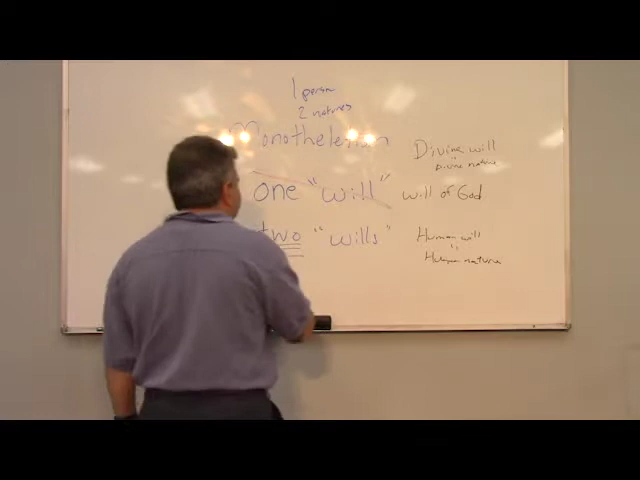 1 person
2 natures
Monothelenian
Divine will
Divine nature
one "will"
will of God
two "wills"
Human will
"
Human nature